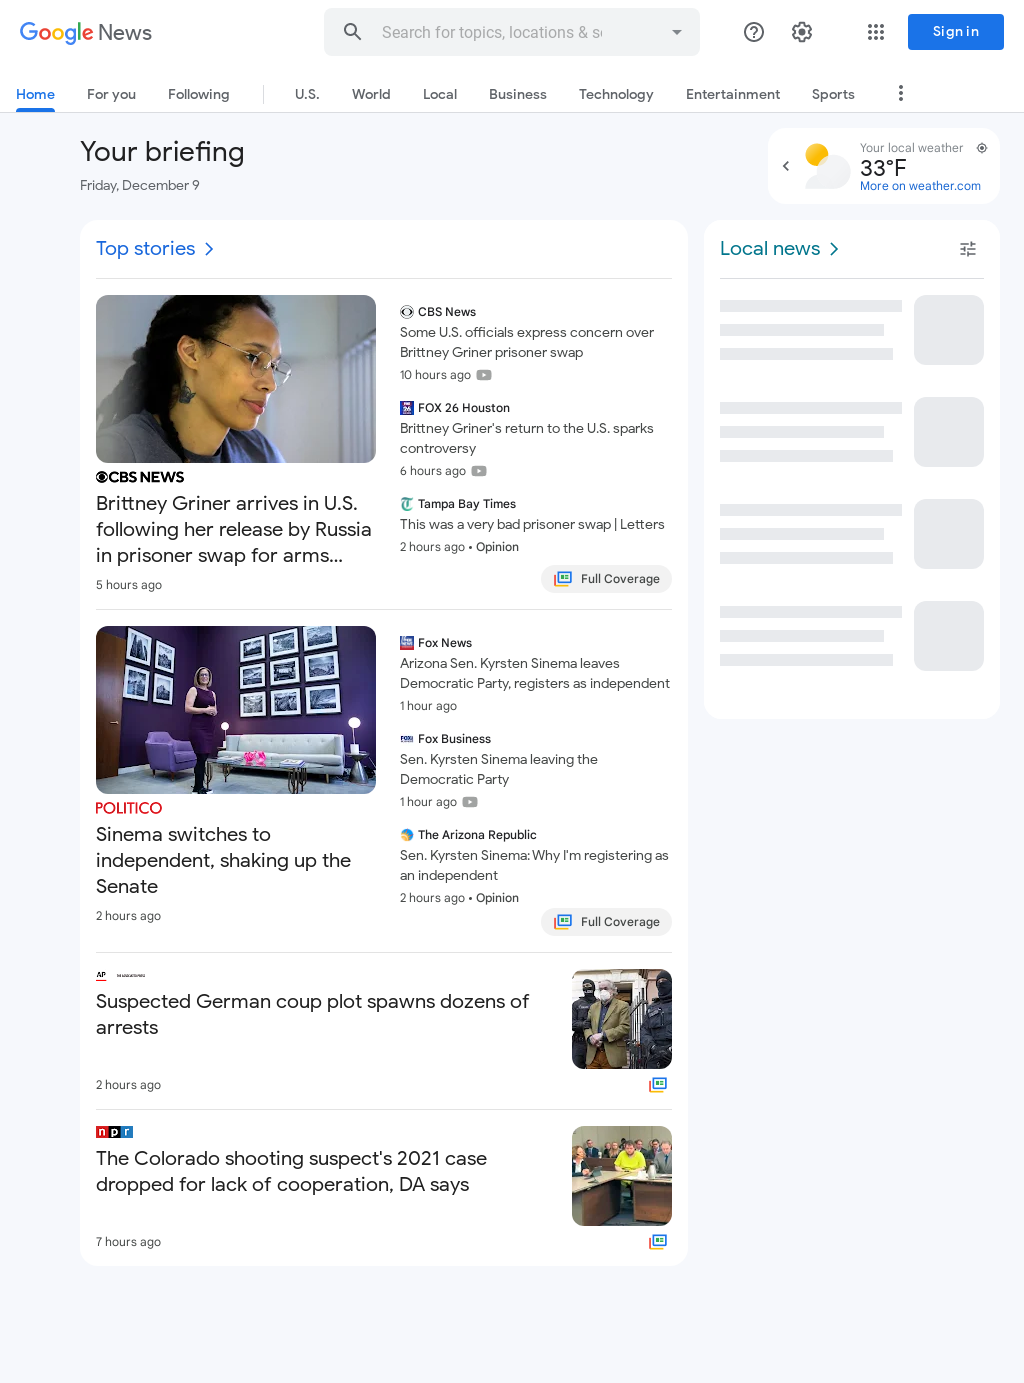 Google News
Search for topics, locations & so
Sign in
Home For you Following U.S. World Local Business Technology Entertainment Sports
Your briefing
Friday, December 9
Your local weather
33°F
More on weather.com
Top stories
CBS NEWS
Brittney Griner arrives in U.S.
following her release by Russia
in prisoner swap for arms...
5 hours ago
CBS News
Some U.S. officials express concern over
Brittney Griner prisoner swap
10 hours ago
FOX 26 Houston
Brittney Griner's return to the U.S. sparks
controversy
6 hours ago
Tampa Bay Times
This was a very bad prisoner swap | Letters
2 hours ago • Opinion
Full Coverage
POLITICO
Sinema switches to
independent, shaking up the
Senate
2 hours ago
Fox News
Arizona Sen. Kyrsten Sinema leaves
Democratic Party, registers as independent
1 hour ago
Fox Business
Sen. Kyrsten Sinema leaving the
Democratic Party
1 hour ago
The Arizona Republic
Sen. Kyrsten Sinema: Why I'm registering as
an independent
2 hours ago • Opinion
Full Coverage
AP
Suspected German coup plot spawns dozens of
arrests
2 hours ago
npr
The Colorado shooting suspect's 2021 case
dropped for lack of cooperation, DA says
7 hours ago
Local news